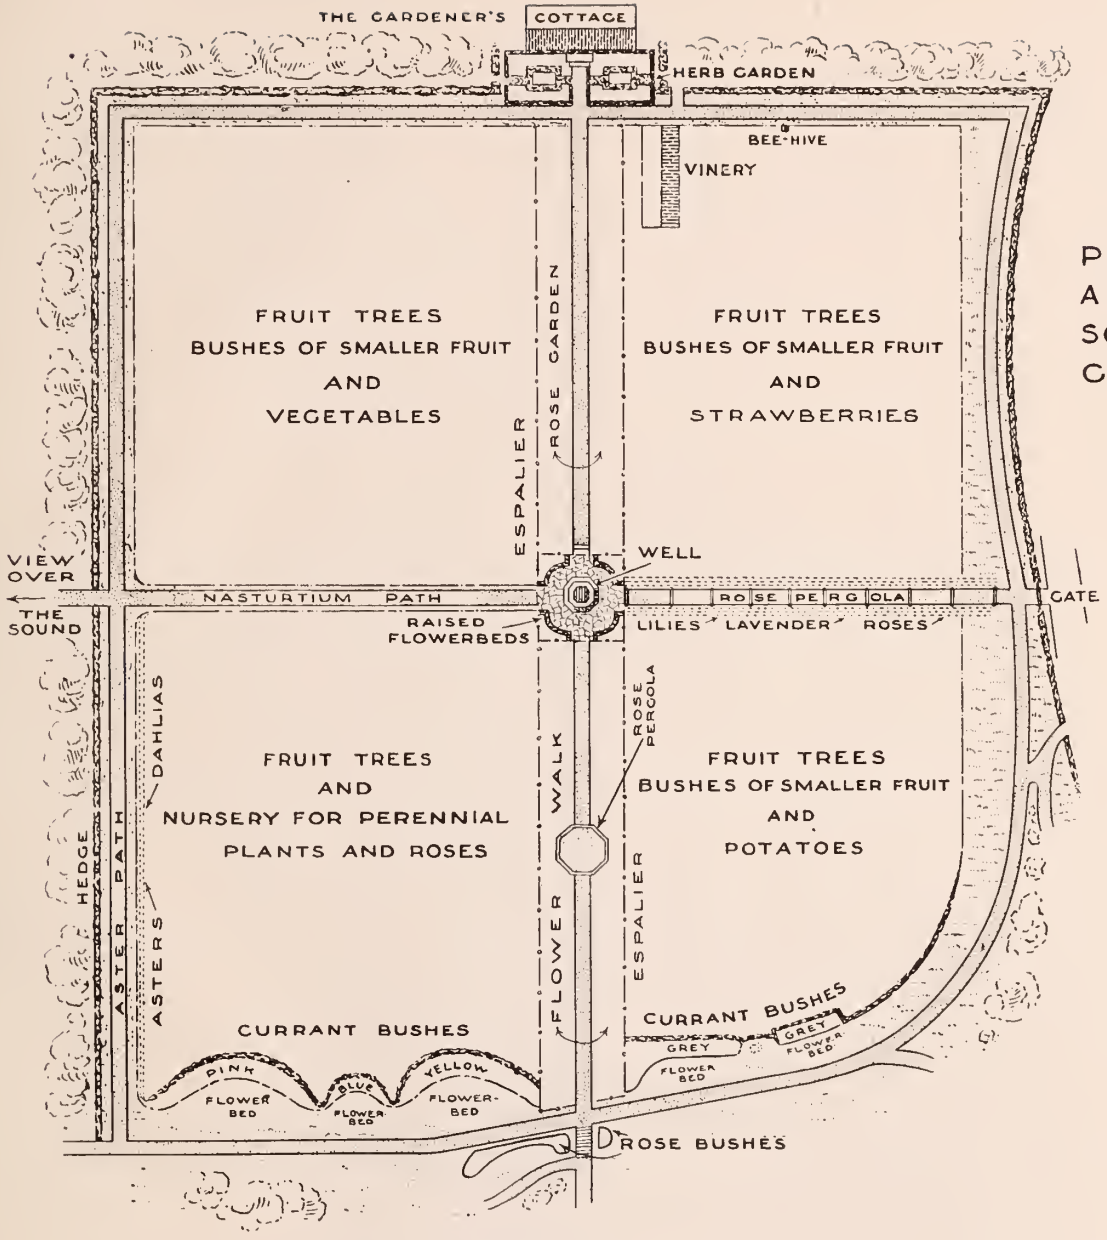 THE GARDENER'S COTTAGE
HERB GARDEN
BEE-HIVE
VINERY
P
A
S
C
FRUIT TREES
BUSHES OF SMALLER FRUIT
AND
VEGETABLES
ROSE GARDEN
ESPALIER
FRUIT TREES
BUSHES OF SMALLER FRUIT
AND
STRAWBERRIES
VIEW
OVER
THE
SOUND
NASTURTIUM PATH
WELL
RAISED
FLOWERBEDS
ROSE PERGOLA
LILIES LAVENDER ROSES
GATE
HEDGE
ASTER PATH
DAHLIAS
ASTERS
FRUIT TREES
AND
NURSERY FOR PERENNIAL
PLANTS AND ROSES
FLOWER WALK
ROSE
PERGOLA
ESPALIER
FRUIT TREES
BUSHES OF SMALLER FRUIT
AND
POTATOES
CURRANT BUSHES
PINK
FLOWER
BED
BLUE
FLOWER-
BED
YELLOW
FLOWER-
BED
CURRANT BUSHES
GREY
FLOWER
BED
GREY
FLOWER
BED
ROSE BUSHES